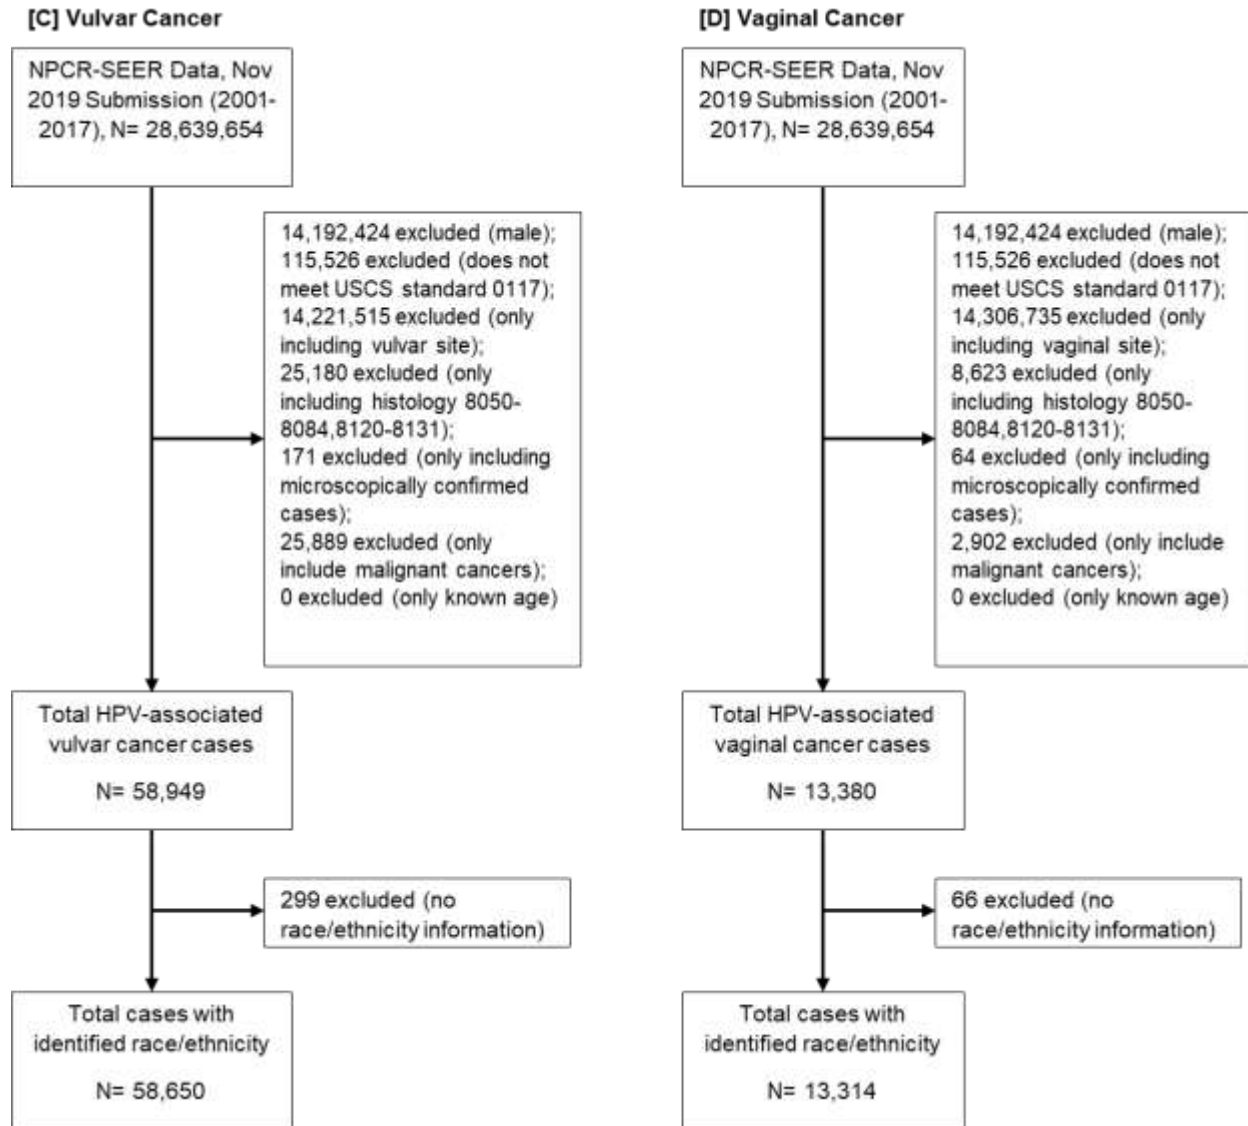 [C] Vulvar Cancer
NPCR-SEER Data, Nov
2019 Submission (2001-
2017), N= 28,639,654
14,192,424 excluded (male);
115,526 excluded (does not
meet USCS standard 0117);
14,221,515 excluded (only
including vulvar site);
25,180 excluded (only
including histology 8050-
8084,8120-8131);
171 excluded (only including
microscopically confirmed
cases);
25,889 excluded (only
include malignant cancers);
0 excluded (only known age)
Total HPV-associated
vulvar cancer cases
N= 58,949
299 excluded (no
race/ethnicity information)
Total cases with
identified race/ethnicity
N= 58,650
[D] Vaginal Cancer
NPCR-SEER Data, Nov
2019 Submission (2001-
2017), N= 28,639,654
14,192,424 excluded (male);
115,526 excluded (does not
meet USCS standard 0117);
14,306,735 excluded (only
including vaginal site);
8,623 excluded (only
including histology 8050-
8084,8120-8131);
64 excluded (only including
microscopically confirmed
cases);
2,902 excluded (only include
malignant cancers);
0 excluded (only known age)
Total HPV-associated
vaginal cancer cases
N= 13,380
66 excluded (no
race/ethnicity information)
Total cases with
identified race/ethnicity
N= 13,314